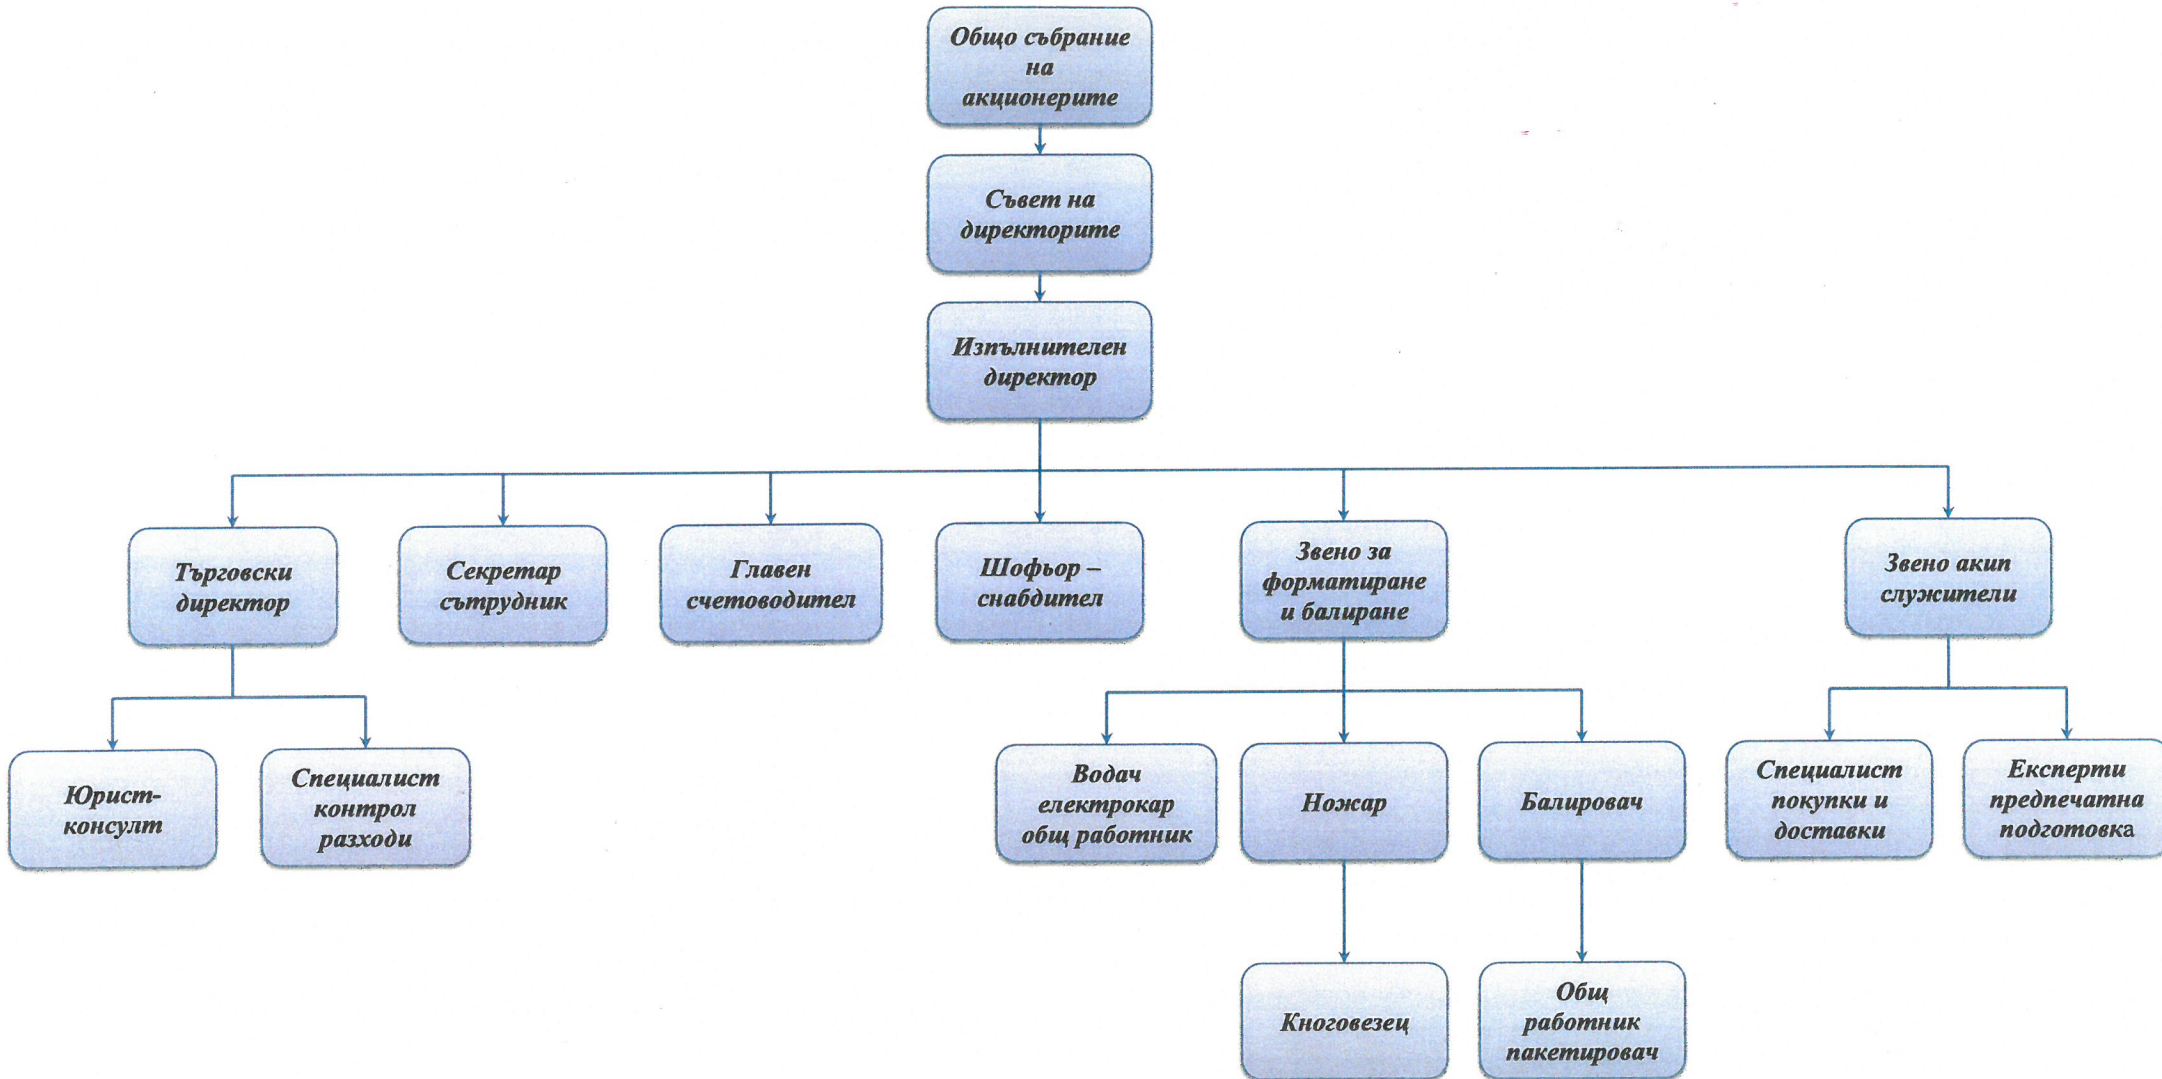 Общо събрание
на
акционерите
Съвет на
директорите
Изпълнителен
директор
Търговски
директор
Секретар
сътрудник
Главен
счетоводител
Шофьор –
снабдител
Звено за
форматиране
и балиране
Звено акип
служители
Юрист-
консулт
Специалист
контрол
разходи
Водач
електрокар
общ работник
Ножар
Балировач
Специалист
покупки и
доставки
Експерти
предпечатна
подготовка
Кноговезец
Общ
работник
пакетировач